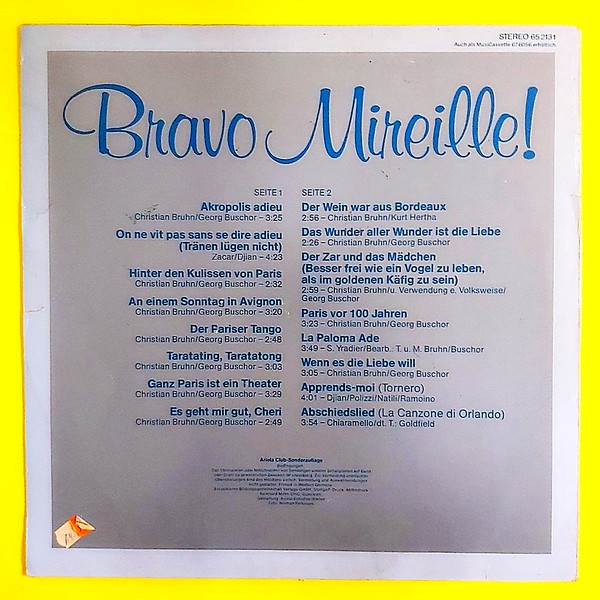 STEREO 65 2131
Auch als MusiCassette 67 6056 erhältlich
Bravo Mireille!
SEITE 1
Akropolis adieu
Christian Bruhn/Georg Buschor – 3:25
On ne vit pas sans se dire adieu
(Tränen lügen nicht)
Zacar/Djian – 4:23
Hinter den Kulissen von Paris
Christian Bruhn/Georg Buschor – 2:32
An einem Sonntag in Avignon
Christian Bruhn/Georg Buschor – 3:20
Der Pariser Tango
Christian Bruhn/Georg Buschor – 2:48
Taratating, Taratatong
Christian Bruhn/Georg Buschor – 3:03
Ganz Paris ist ein Theater
Christian Bruhn/Georg Buschor – 3:29
Es geht mir gut, Cheri
Christian Bruhn/Georg Buschor – 2:49
SEITE 2
Der Wein war aus Bordeaux
2:56 – Christian Bruhn/Kurt Hertha
Das Wunder aller Wunder ist die Liebe
2:26 – Christian Bruhn/Georg Buschor
Der Zar und das Mädchen
(Besser frei wie ein Vogel zu leben,
als im goldenen Käfig zu sein)
2:59 – Christian Bruhn/u. Verwendung e. Volksweise/
Georg Buschor
Paris vor 100 Jahren
3:23 – Christian Bruhn/Georg Buschor
La Paloma Ade
3:49 – S. Yradier/Bearb.: T. u. M. Bruhn/Buschor
Wenn es die Liebe will
3:05 – Christian Bruhn/Georg Buschor
Apprends-moi (Tornero)
4:01 – Djian/Polizzi/Natili/Ramoino
Abschiedslied (La Canzone di Orlando)
3:54 – Chiaramello/dt. T.: Goldfield
Ariola Club-Sonderauflage